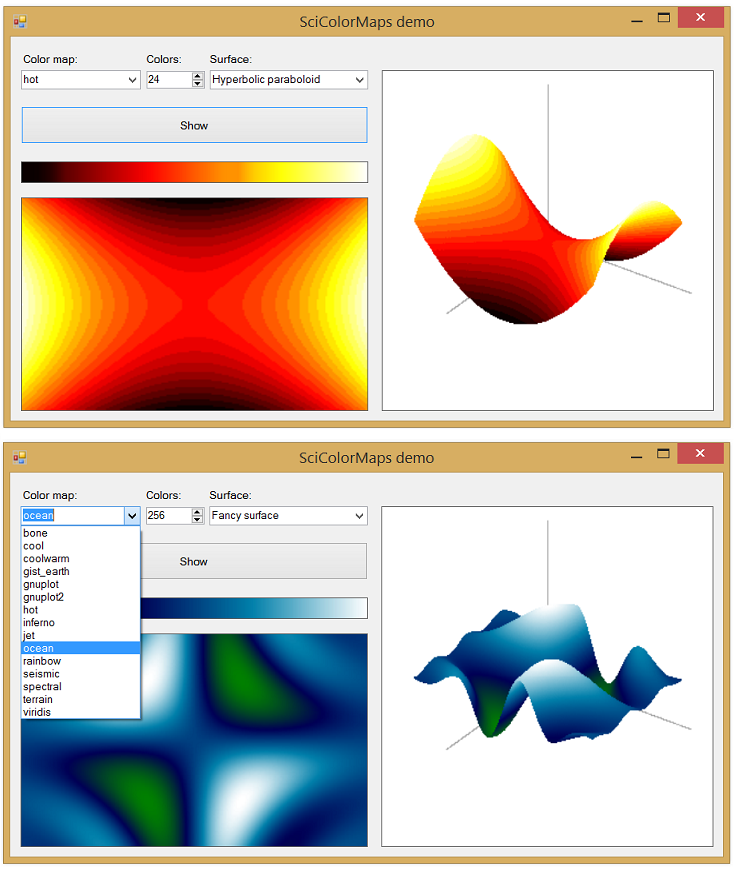 SciColorMaps demo
Color map: Colors: Surface:
hot 24 Hyperbolic paraboloid
Show
SciColorMaps demo
Color map: Colors: Surface:
ocean 256 Fancy surface
bone
cool
coolwarm
gist_earth
gnuplot
gnuplot2
hot
inferno
jet
ocean
rainbow
seismic
spectral
terrain
viridis
Show